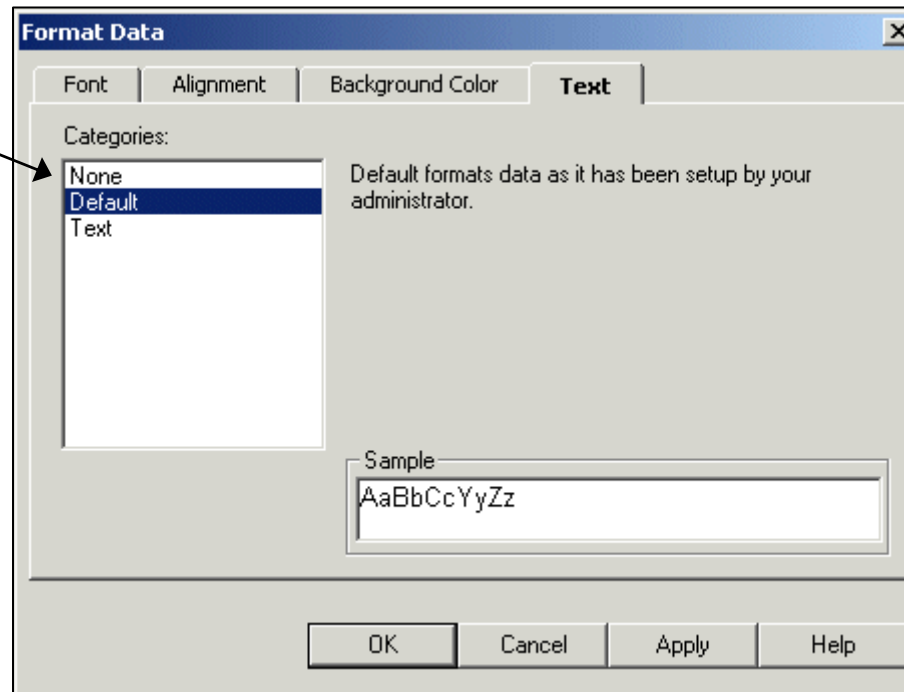 Format Data
Font Alignment Background Color Text
Categories:
None
Default
Text
Default formats data as it has been setup by your
administrator.
Sample
AaBbCcYyZz
OK Cancel Apply Help